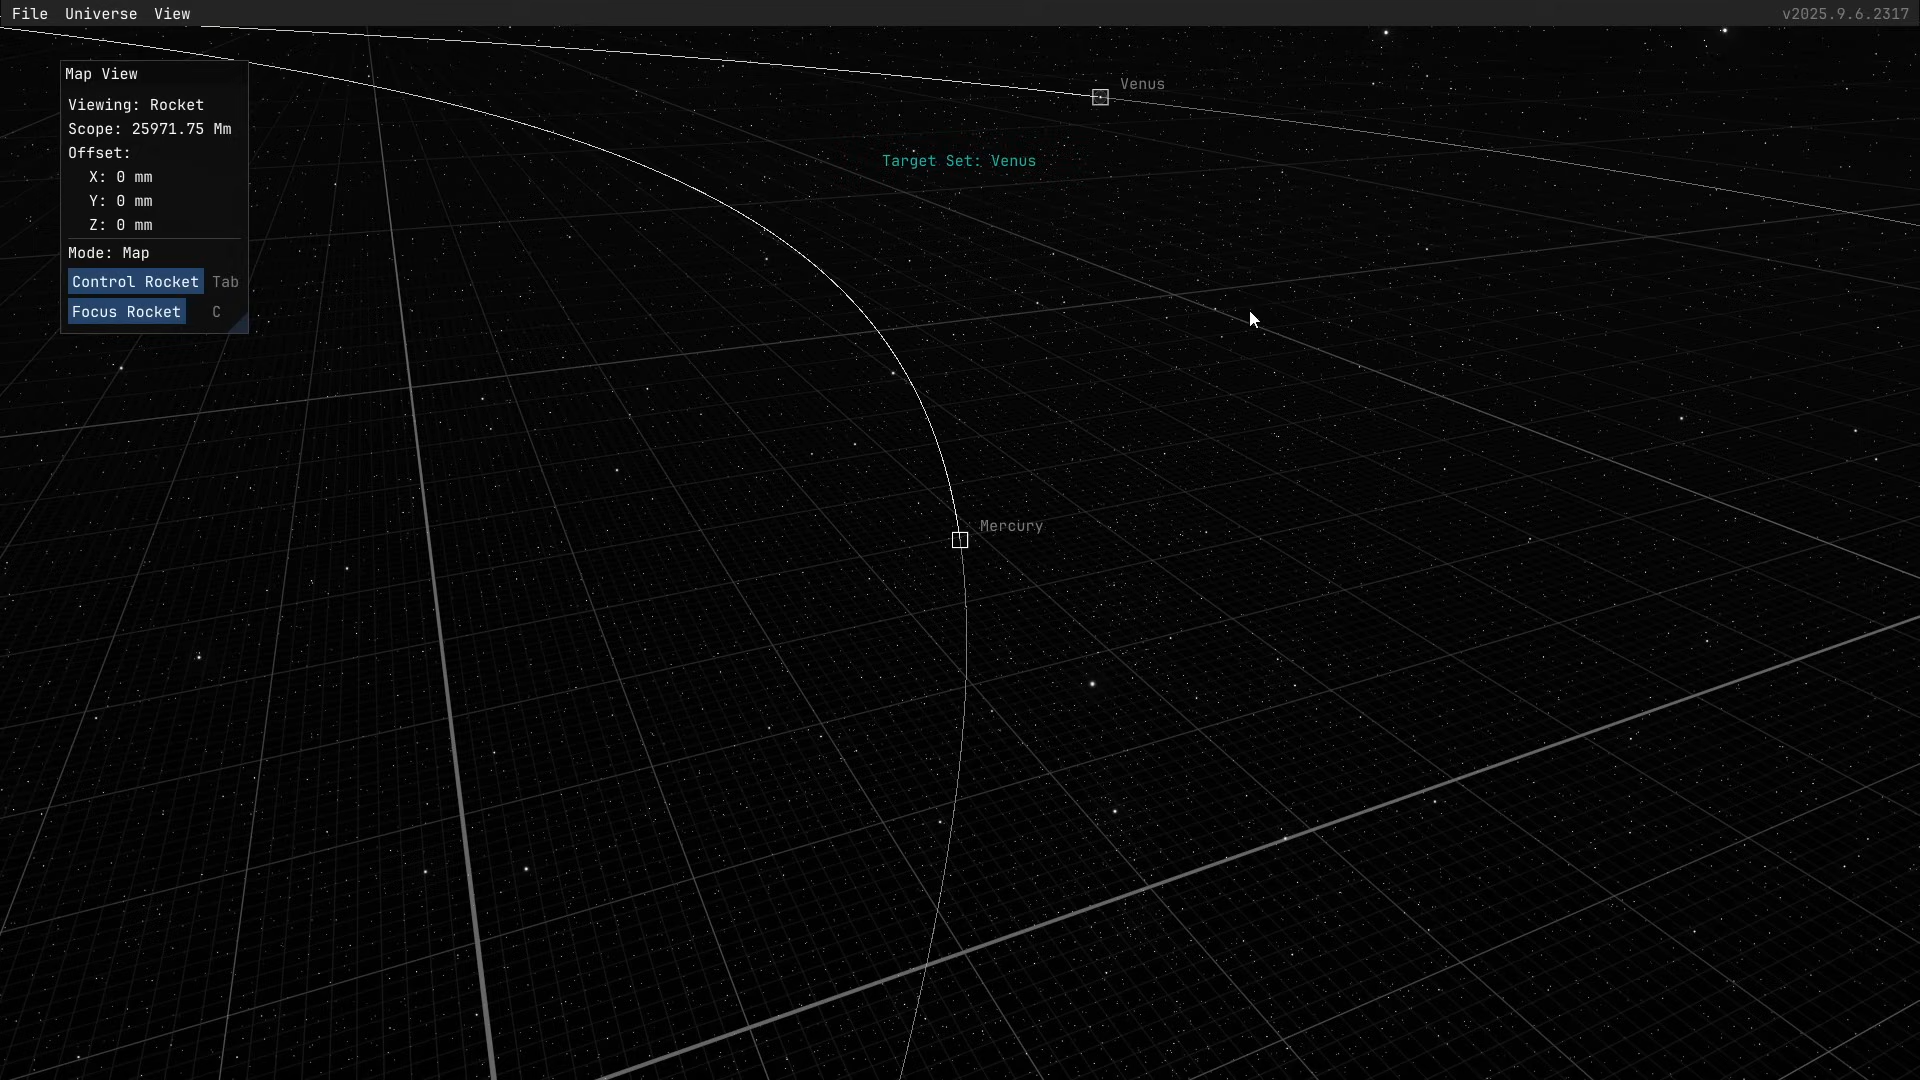 File Universe View
v2025.9.6.2317
Map View
Viewing: Rocket
Scope: 25971.75 Mm
Offset:
X: 0 mm
Y: 0 mm
Z: 0 mm
Mode: Map
Control Rocket Tab
Focus Rocket C
Venus
Target Set: Venus
Mercury